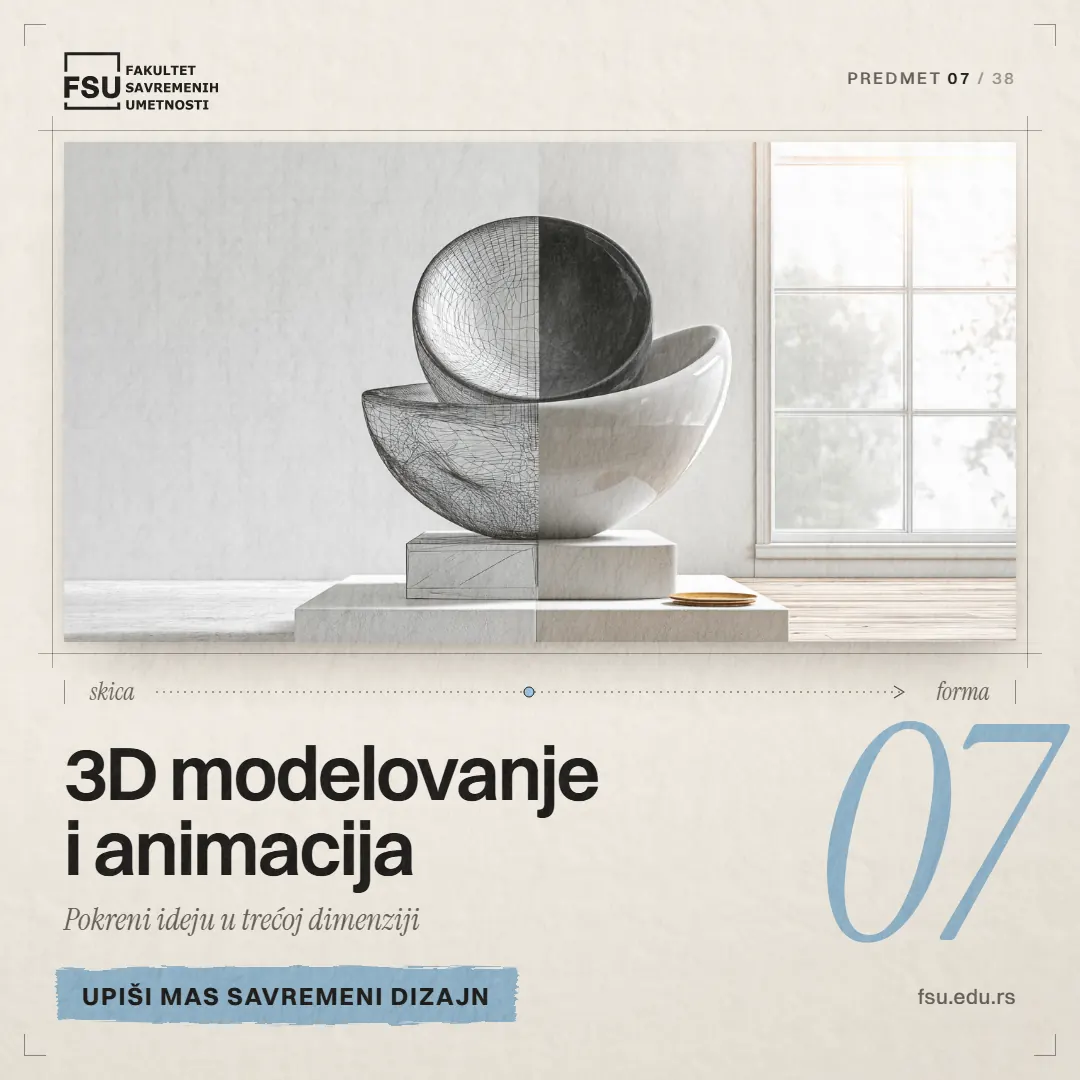 FSU
FAKULTET
SAVREMENIH
UMETNOSTI
PREDMET 07 / 38
skica
forma
3D modelovanje
i animacija
07
Pokreni ideju u trećoj dimenziji
UPIŠI MAS SAVREMENI DIZAJN
fsu.edu.rs